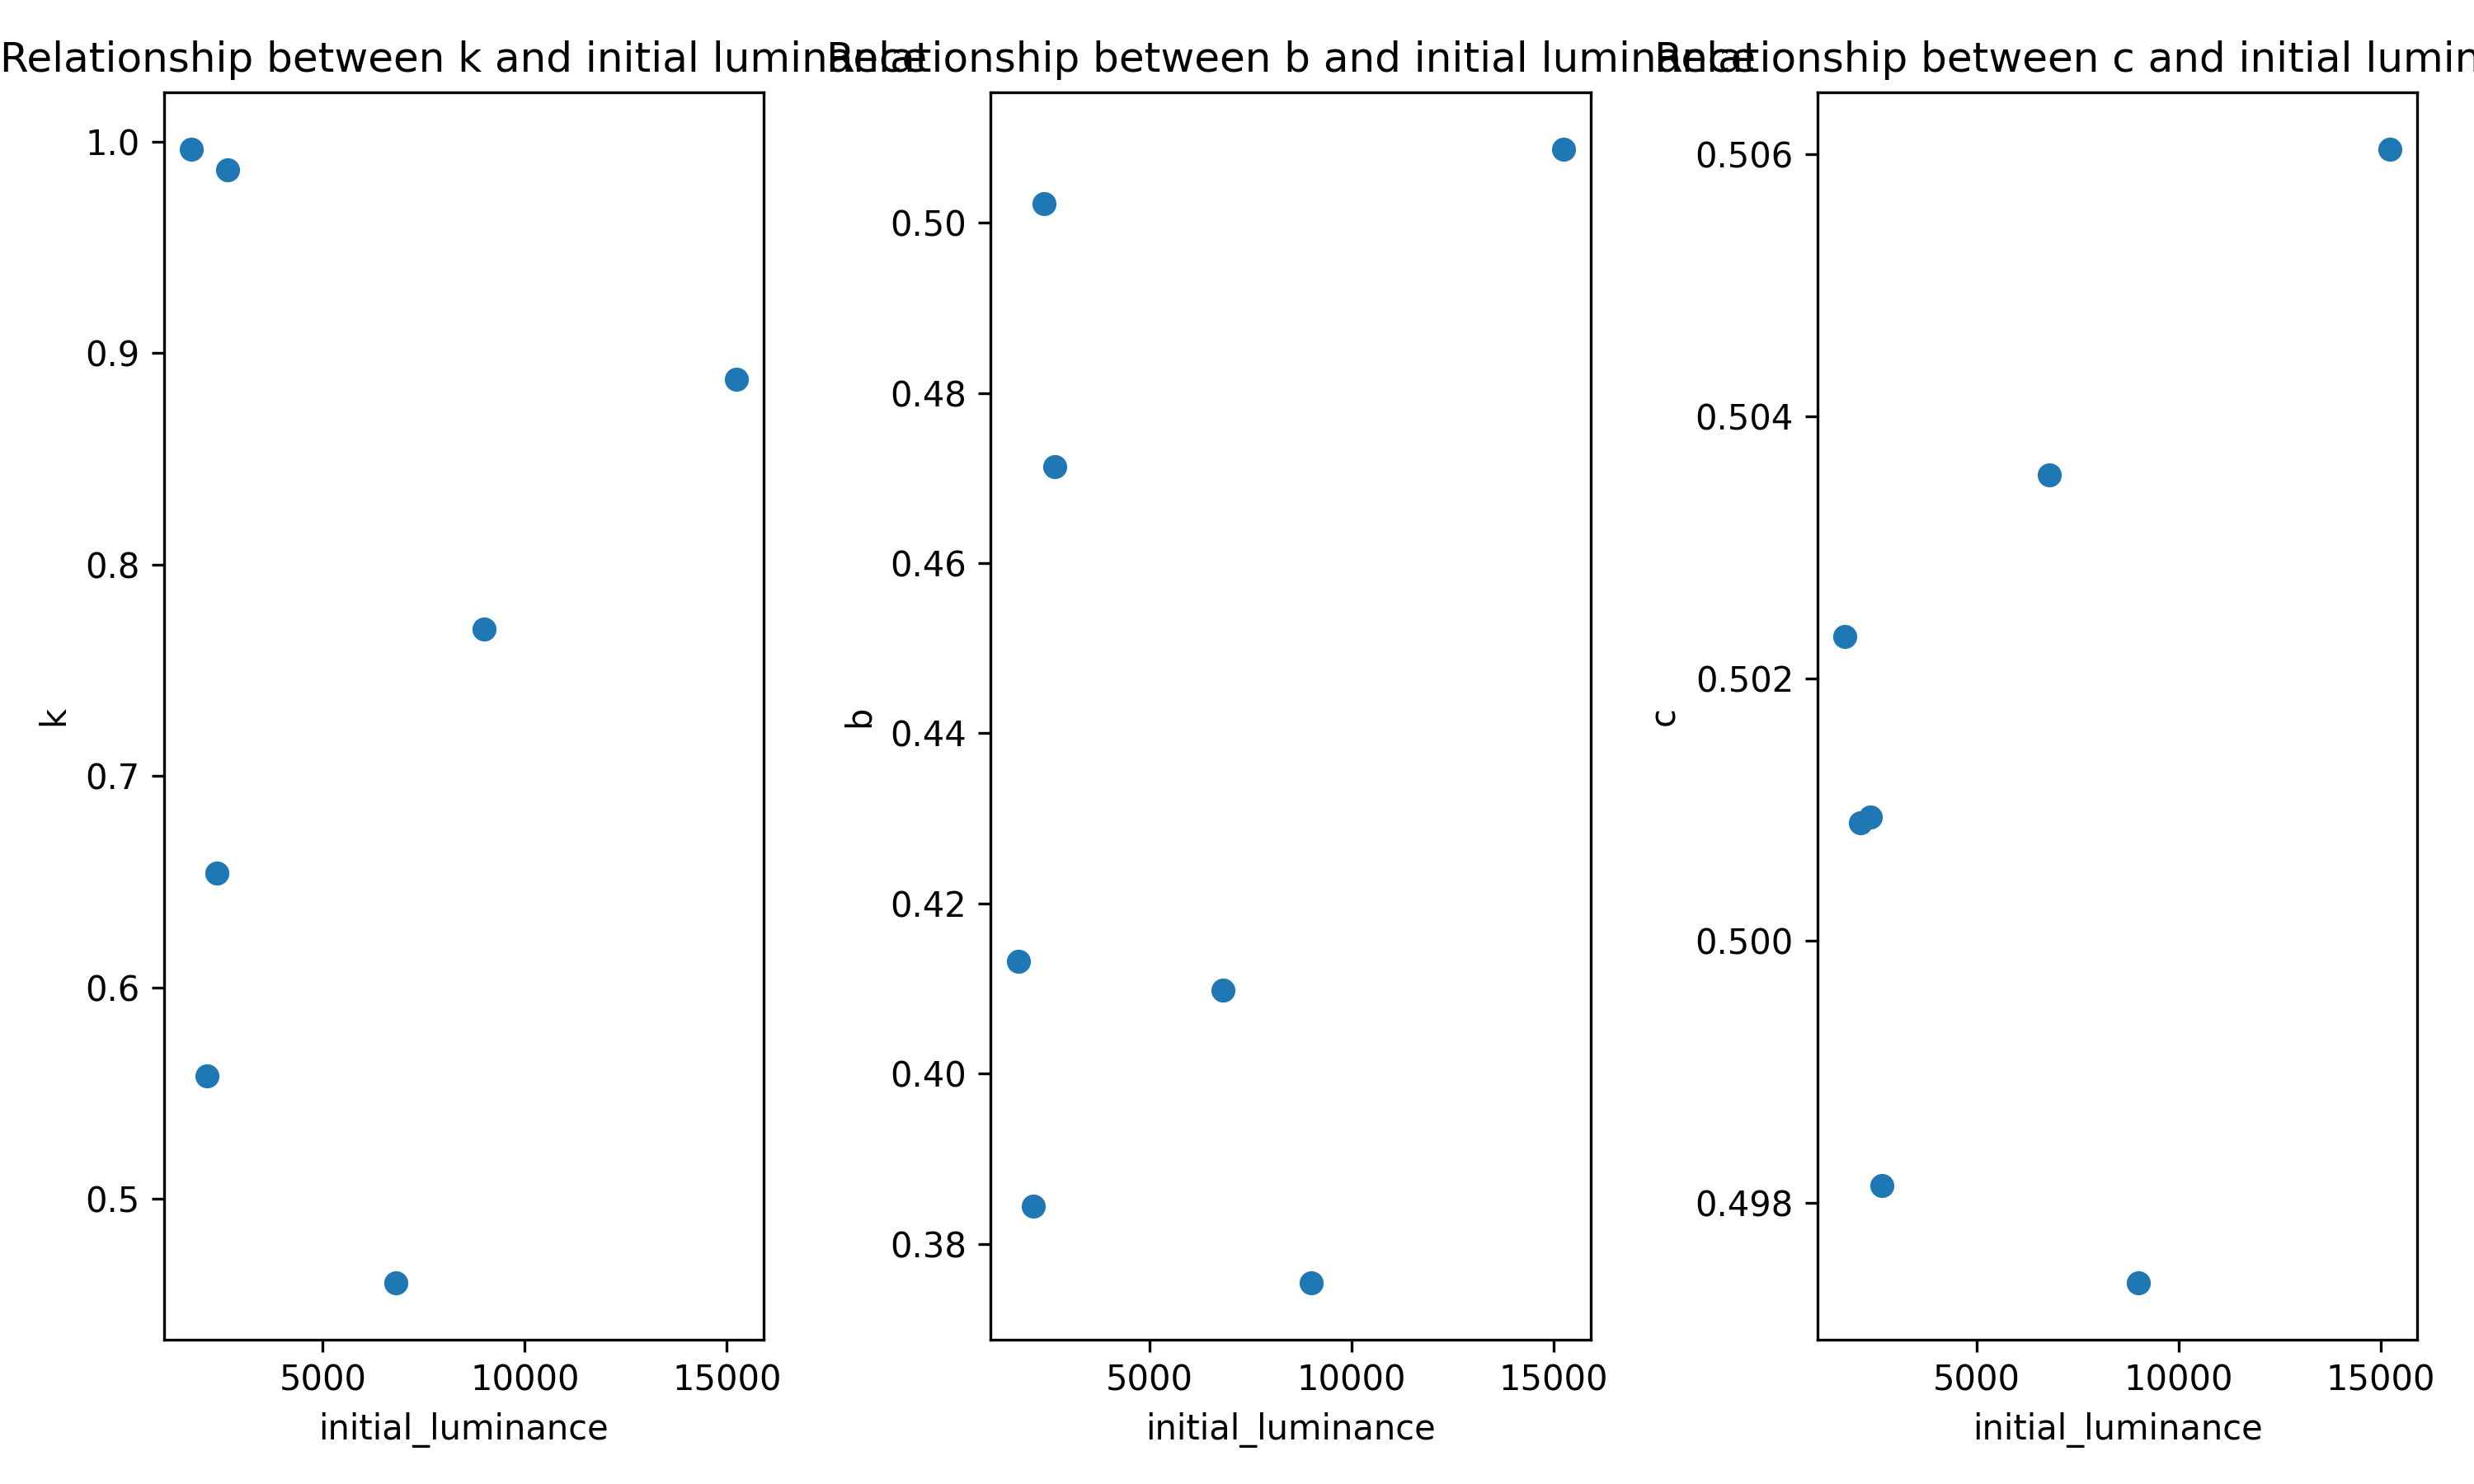 Relationship between k and initial luminance
1.0
0.9
0.8
0.7
0.6
0.5
k
5000 10000 15000
initial_luminance
Relationship between b and initial luminance
0.50
0.48
0.46
0.44
0.42
0.40
0.38
b
5000 10000 15000
initial_luminance
Relationship between c and initial lumin
0.506
0.504
0.502
0.500
0.498
c
5000 10000 15000
initial_luminance